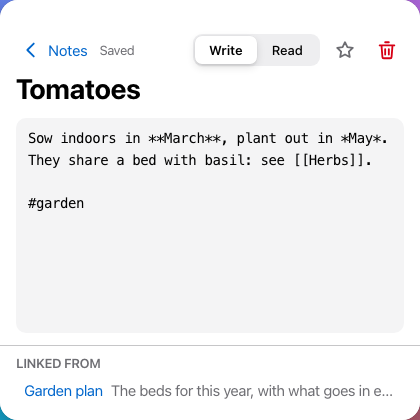 Notes Saved Write Read
Tomatoes
Sow indoors in **March**, plant out in *May*.
They share a bed with basil: see [[Herbs]].
#garden
LINKED FROM
Garden plan The beds for this year, with what goes in e...